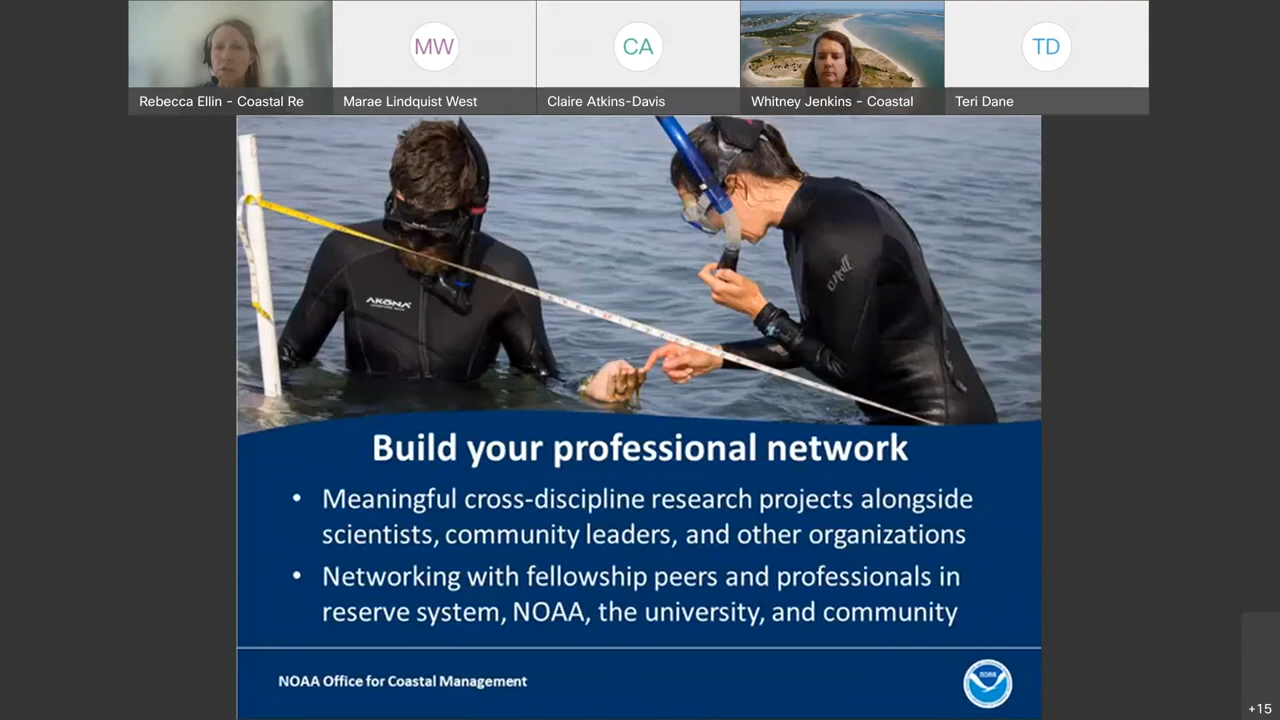 MW
CA
TD
Rebecca Ellin - Coastal Re
Marae Lindquist West
Claire Atkins-Davis
Whitney Jenkins - Coastal
Teri Dane
AKONA
O'Neill
Build your professional network
• Meaningful cross-discipline research projects alongside
scientists, community leaders, and other organizations
• Networking with fellowship peers and professionals in
reserve system, NOAA, the university, and community
NOAA Office for Coastal Management
NOAA
+15